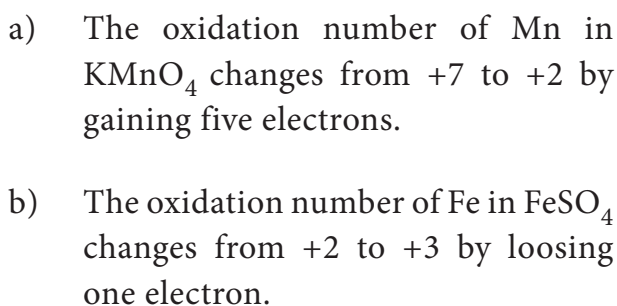 a) The oxidation number of Mn in
KMnO₄ changes from +7 to +2 by
gaining five electrons.
b) The oxidation number of Fe in FeSO₄
changes from +2 to +3 by loosing
one electron.